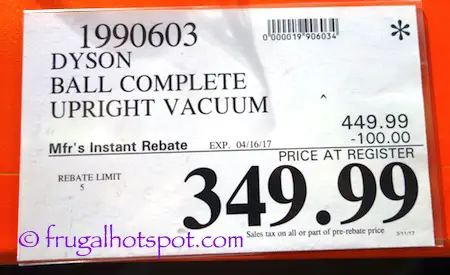 1990603
0000019906034
*
DYSON
BALL COMPLETE
UPRIGHT VACUUM
^
449.99
-100.00
Mfr's Instant Rebate EXP. 04/16/17
PRICE AT REGISTER
REBATE LIMIT
5
349.99
Sales tax on all or part of pre-rebate price 3/11/17
© frugalhotspot.com